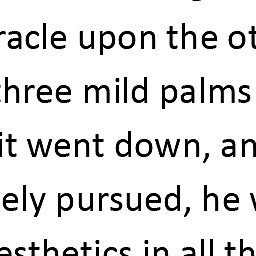 racle upon the ot
three mild palms
it went down, an
ely pursued, he
esthetics in all th